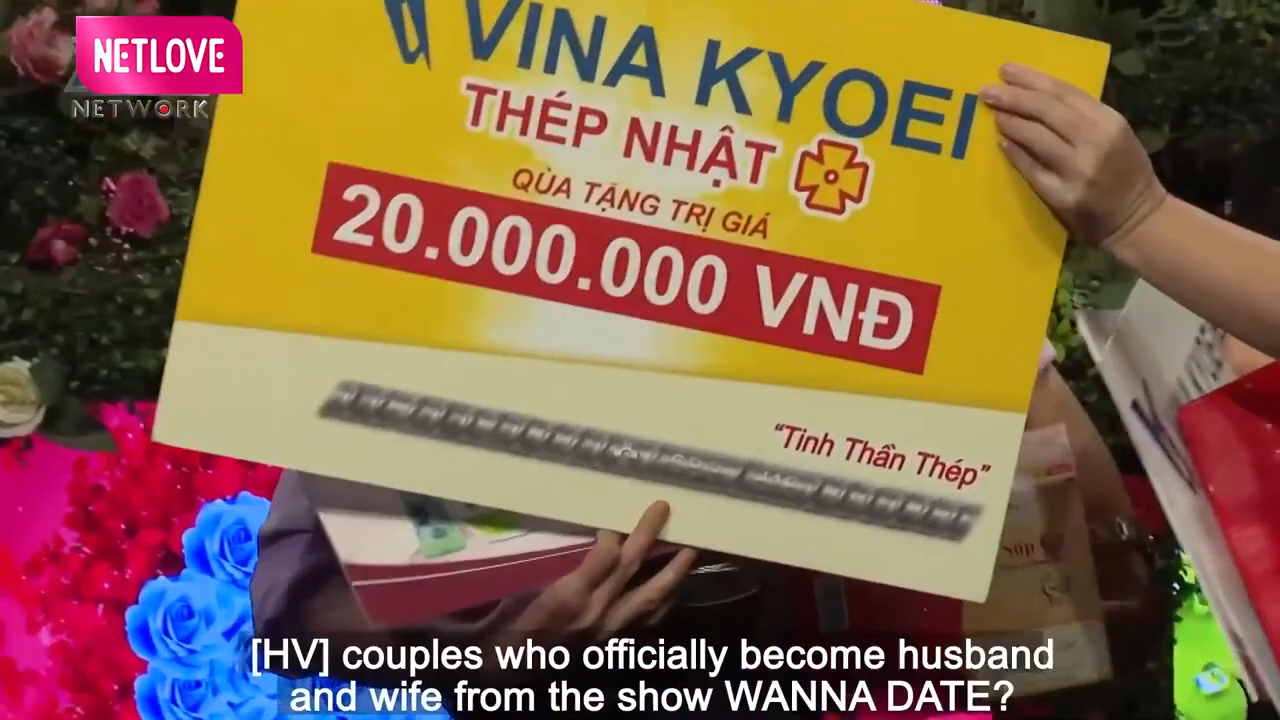 NETLOVE
NETWORK
VINA KYOEI
THÉP NHẬT
QÙA TẶNG TRỊ GIÁ
20.000.000 VNĐ
“Tinh Thần Thép”
[HV] couples who officially become husband
and wife from the show WANNA DATE?